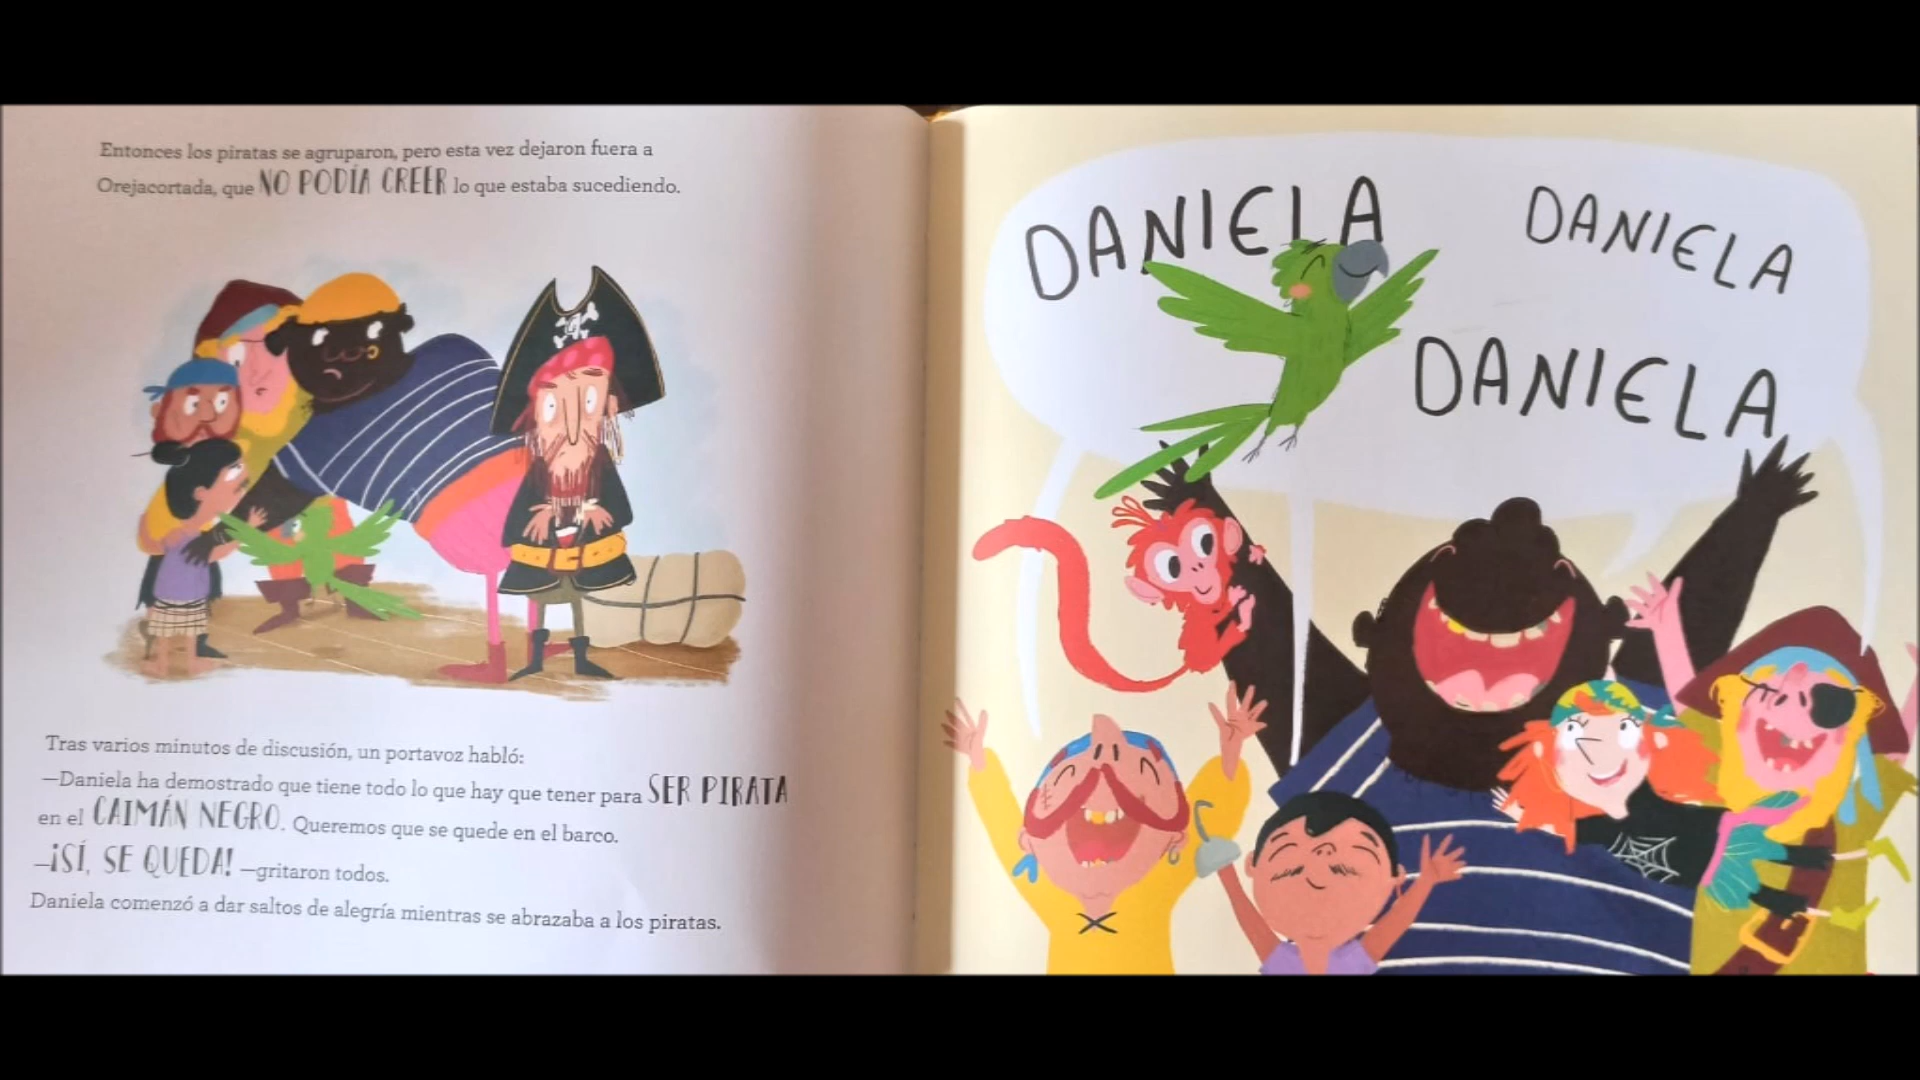 Entonces los piratas se agruparon, pero esta vez dejaron fuera a
Orejacortada, que NO PODÍA CREER lo que estaba sucediendo.
Tras varios minutos de discusión, un portavoz habló:
—Daniela ha demostrado que tiene todo lo que hay que tener para SER PIRATA
en el CAIMÁN NEGRO. Queremos que se quede en el barco.
—¡SÍ, SE QUEDA! —gritaron todos.
Daniela comenzó a dar saltos de alegría mientras se abrazaba a los piratas.
DANIELA
DANIELA
DANIELA